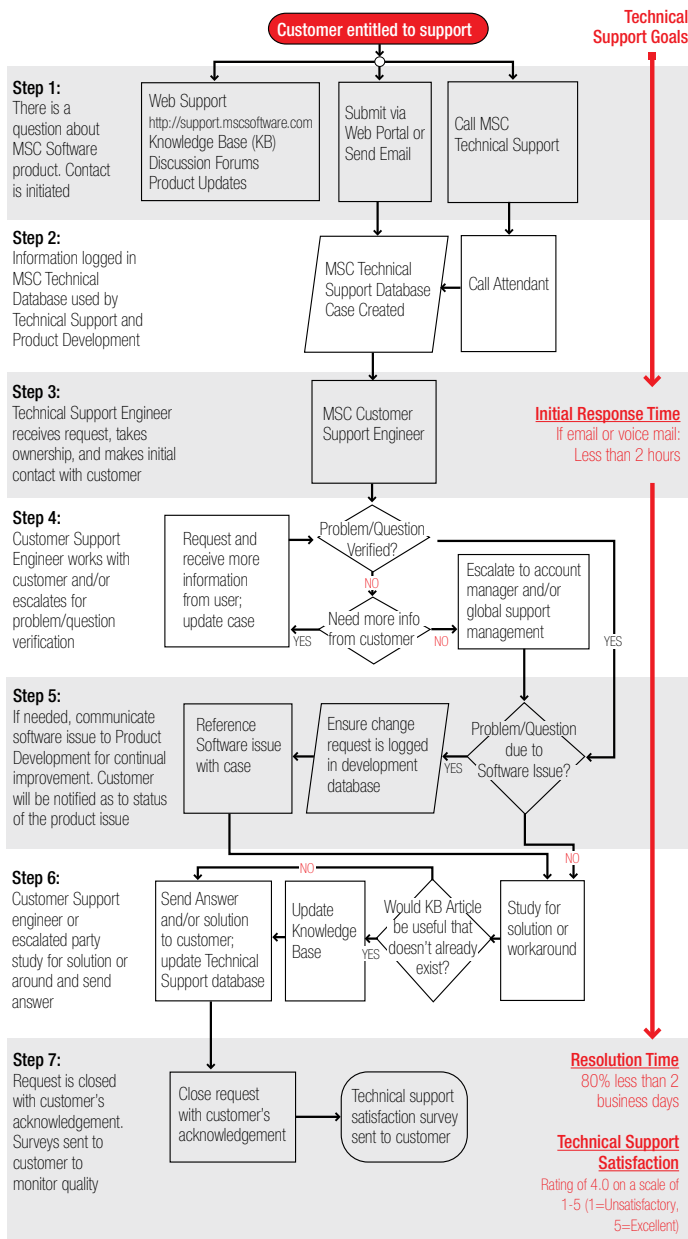 Customer entitled to support
Technical
Support Goals
Step 1:
There is a
question about
MSC Software
product. Contact
is initiated
Web Support
http://support.mscsoftware.com
Knowledge Base (KB)
Discussion Forums
Product Updates
Submit via
Web Portal or
Send Email
Call MSC
Technical Support
Step 2:
Information logged in
MSC Technical
Database used by
Technical Support and
Product Development
MSC Technical
Support Database
Case Created
Call Attendant
Step 3:
Technical Support Engineer
receives request, takes
ownership, and makes initial
contact with customer
MSC Customer
Support Engineer
Initial Response Time
If email or voice mail:
Less than 2 hours
Step 4:
Customer Support
Engineer works with
customer and/or
escalates for
problem/question
verification
Request and
receive more
information
from user;
update case
Problem/Question
Verified?
NO
Need more info
from customer
YES
NO
Escalate to account
manager and/or
global support
management
YES
Step 5:
If needed, communicate
software issue to Product
Development for continual
improvement. Customer
will be notified as to status
of the product issue
Reference
Software issue
with case
Ensure change
request is logged
in development
database
YES
Problem/Question
due to
Software Issue?
NO
Step 6:
Customer Support
engineer or
escalated party
study for solution or
around and send
answer
NO
Send Answer
and/or solution
to customer;
update Technical
Support database
Update
Knowledge
Base
YES
Would KB Article
be useful that
doesn't already
exist?
Study for
solution or
workaround
Step 7:
Request is closed
with customer's
acknowledgement.
Surveys sent to
customer to
monitor quality
Close request
with customer's
acknowledgement
Technical support
satisfaction survey
sent to customer
Resolution Time
80% less than 2
business days
Technical Support
Satisfaction
Rating of 4.0 on a scale of
1-5 (1=Unsatisfactory,
5=Excellent)